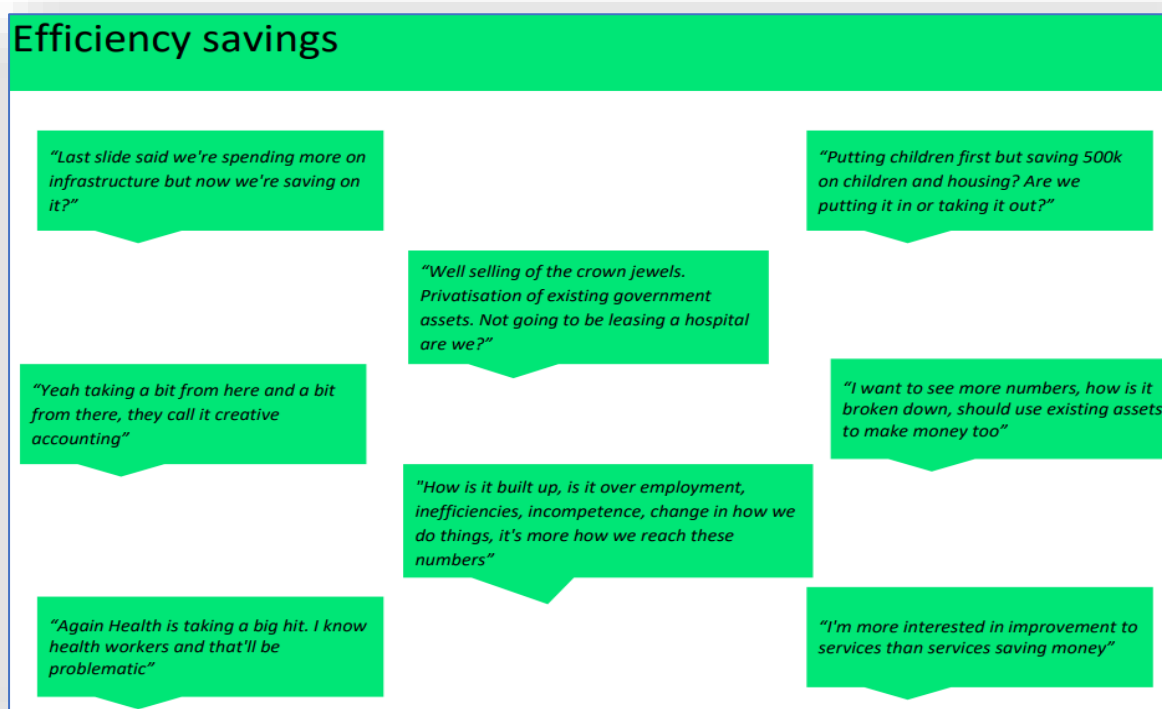 Efficiency savings
“Last slide said we're spending more on
infrastructure but now we're saving on
it?”
“Putting children first but saving 500k
on children and housing? Are we
putting it in or taking it out?”
“Well selling of the crown jewels.
Privatisation of existing government
assets. Not going to be leasing a hospital
are we?”
“Yeah taking a bit from here and a bit
from there, they call it creative
accounting”
“I want to see more numbers, how is it
broken down, should use existing assets
to make money too”
"How is it built up, is it over employment,
inefficiencies, incompetence, change in how we
do things, it's more how we reach these
numbers”
“Again Health is taking a big hit. I know
health workers and that'll be
problematic”
“I'm more interested in improvement to
services than services saving money”